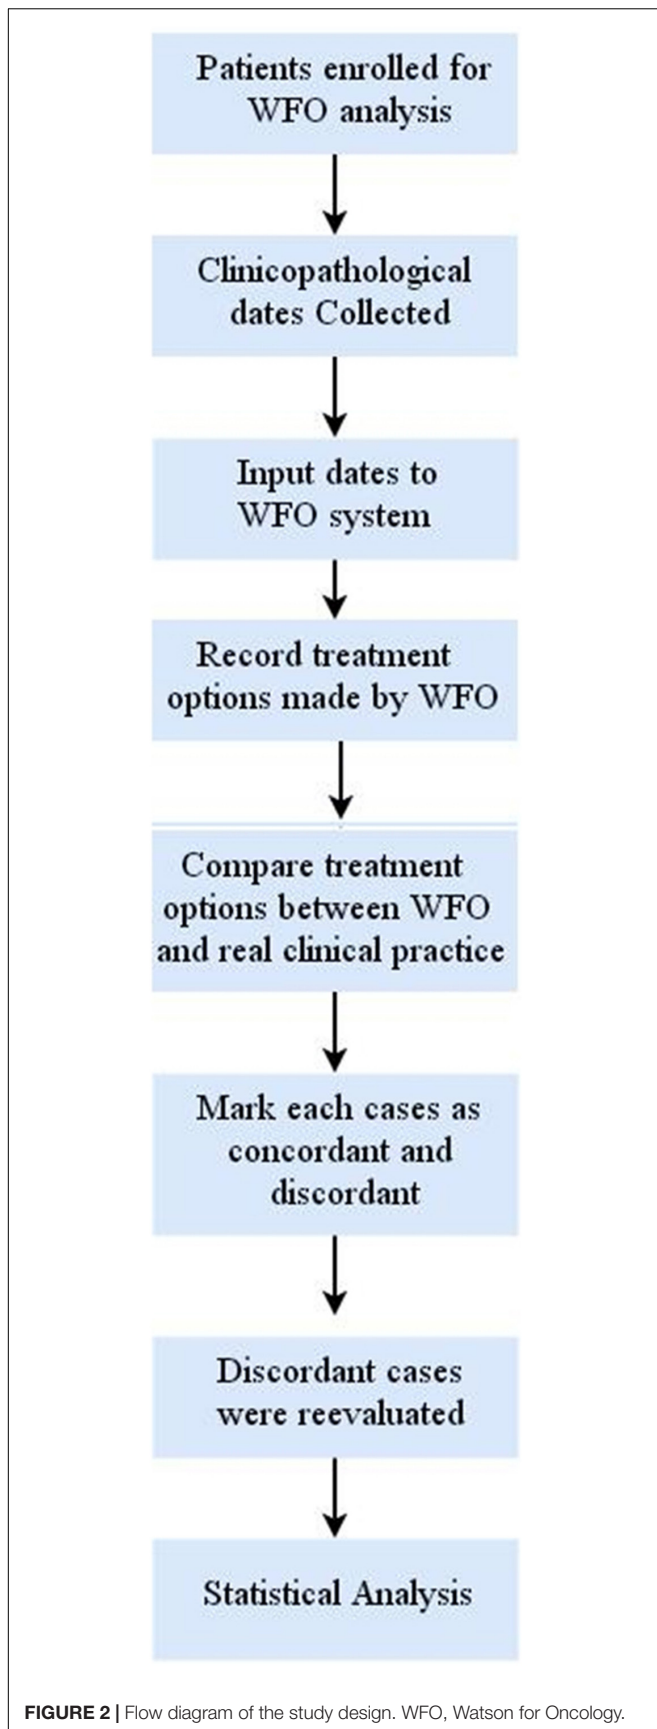 Patients enrolled for
WFO analysis
Clinicopathological
dates Collected
Input dates to
WFO system
Record treatment
options made by WFO
Compare treatment
options between WFO
and real clinical practice
Mark each cases as
concordant and
discordant
Discordant cases
were reevaluated
Statistical Analysis
FIGURE 2 | Flow diagram of the study design. WFO, Watson for Oncology.